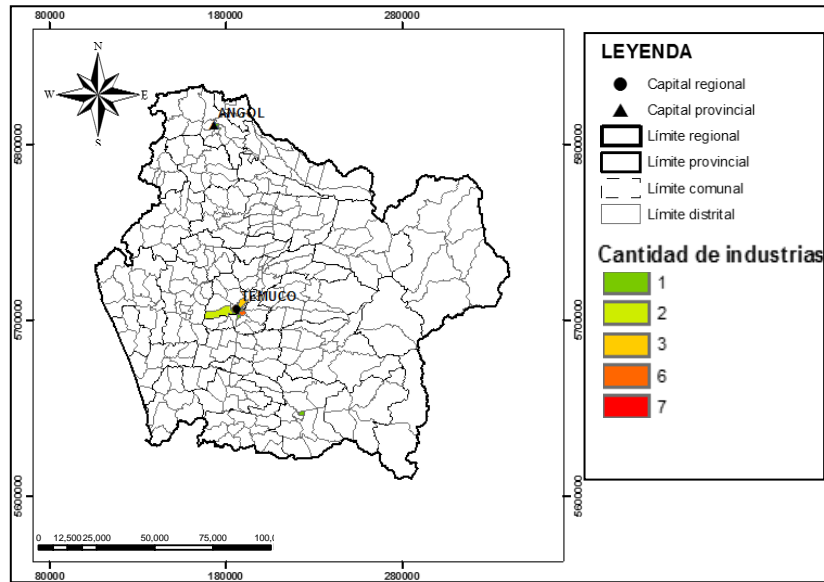 80000 180000 280000
N
W E
S
ANGOL
TEMUCO
5800000 5800000
5700000 5700000
5600000 5600000
0 12,500 25,000 50,000 75,000 100,0
80000 180000 280000
LEYENDA
Capital regional
Capital provincial
Límite regional
Límite provincial
Límite comunal
Límite distrital
Cantidad de industrias
1
2
3
6
7